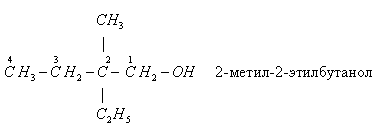 CH₃
|
4 3 2 1
CH₃ – CH₂ – C – CH₂ – OH 2-метил-2-этилбутанол
|
C₂H₅